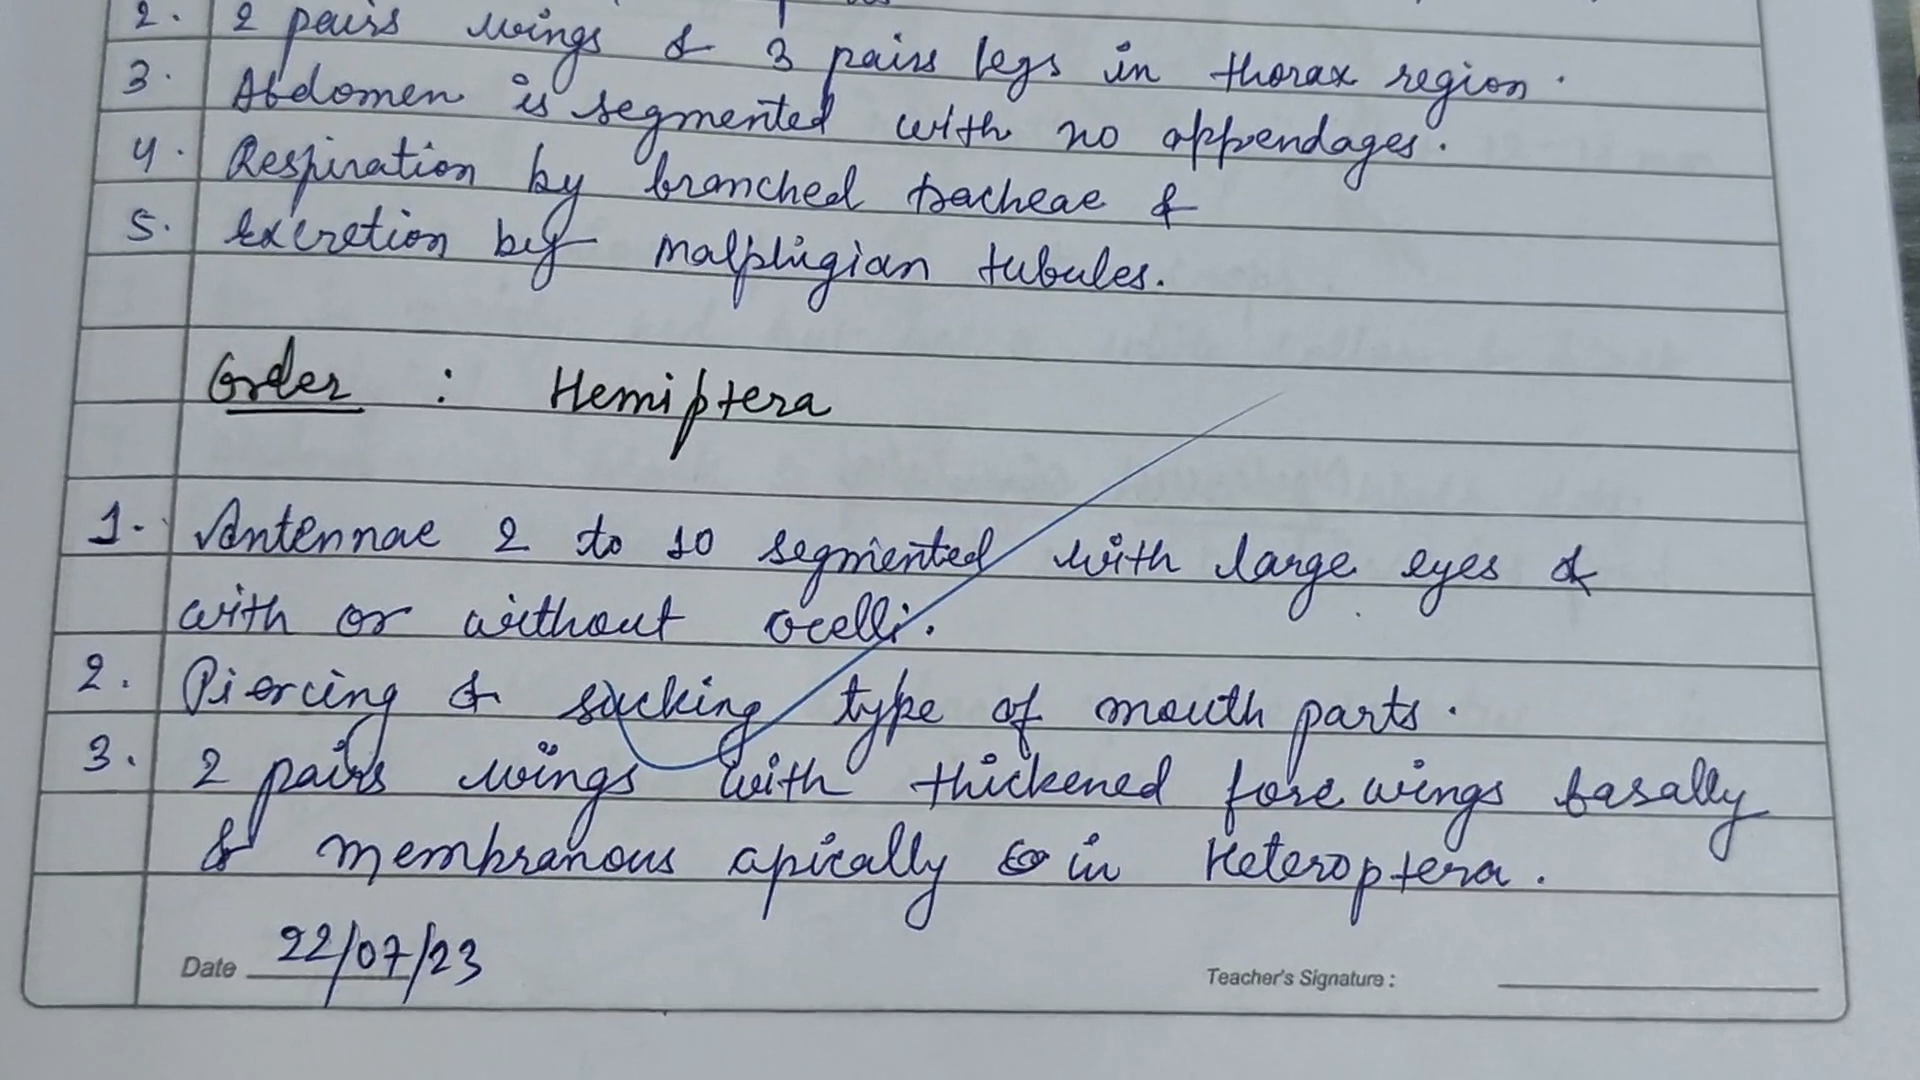 2. 2 pairs wings & 3 pairs legs in thorax region.
3. Abdomen is segmented with no appendages.
4. Respiration by branched tracheae &
5. Excretion by malphigian tubules.
Order : Hemiptera
1. Antennae 2 to 10 segmented with large eyes &
with or without ocelli.
2. Piercing & sucking type of mouth parts.
3. 2 pairs wings with thickened fore wings basally
& membranous apically in Heteroptera.
Date 22/07/23
Teacher's Signature :